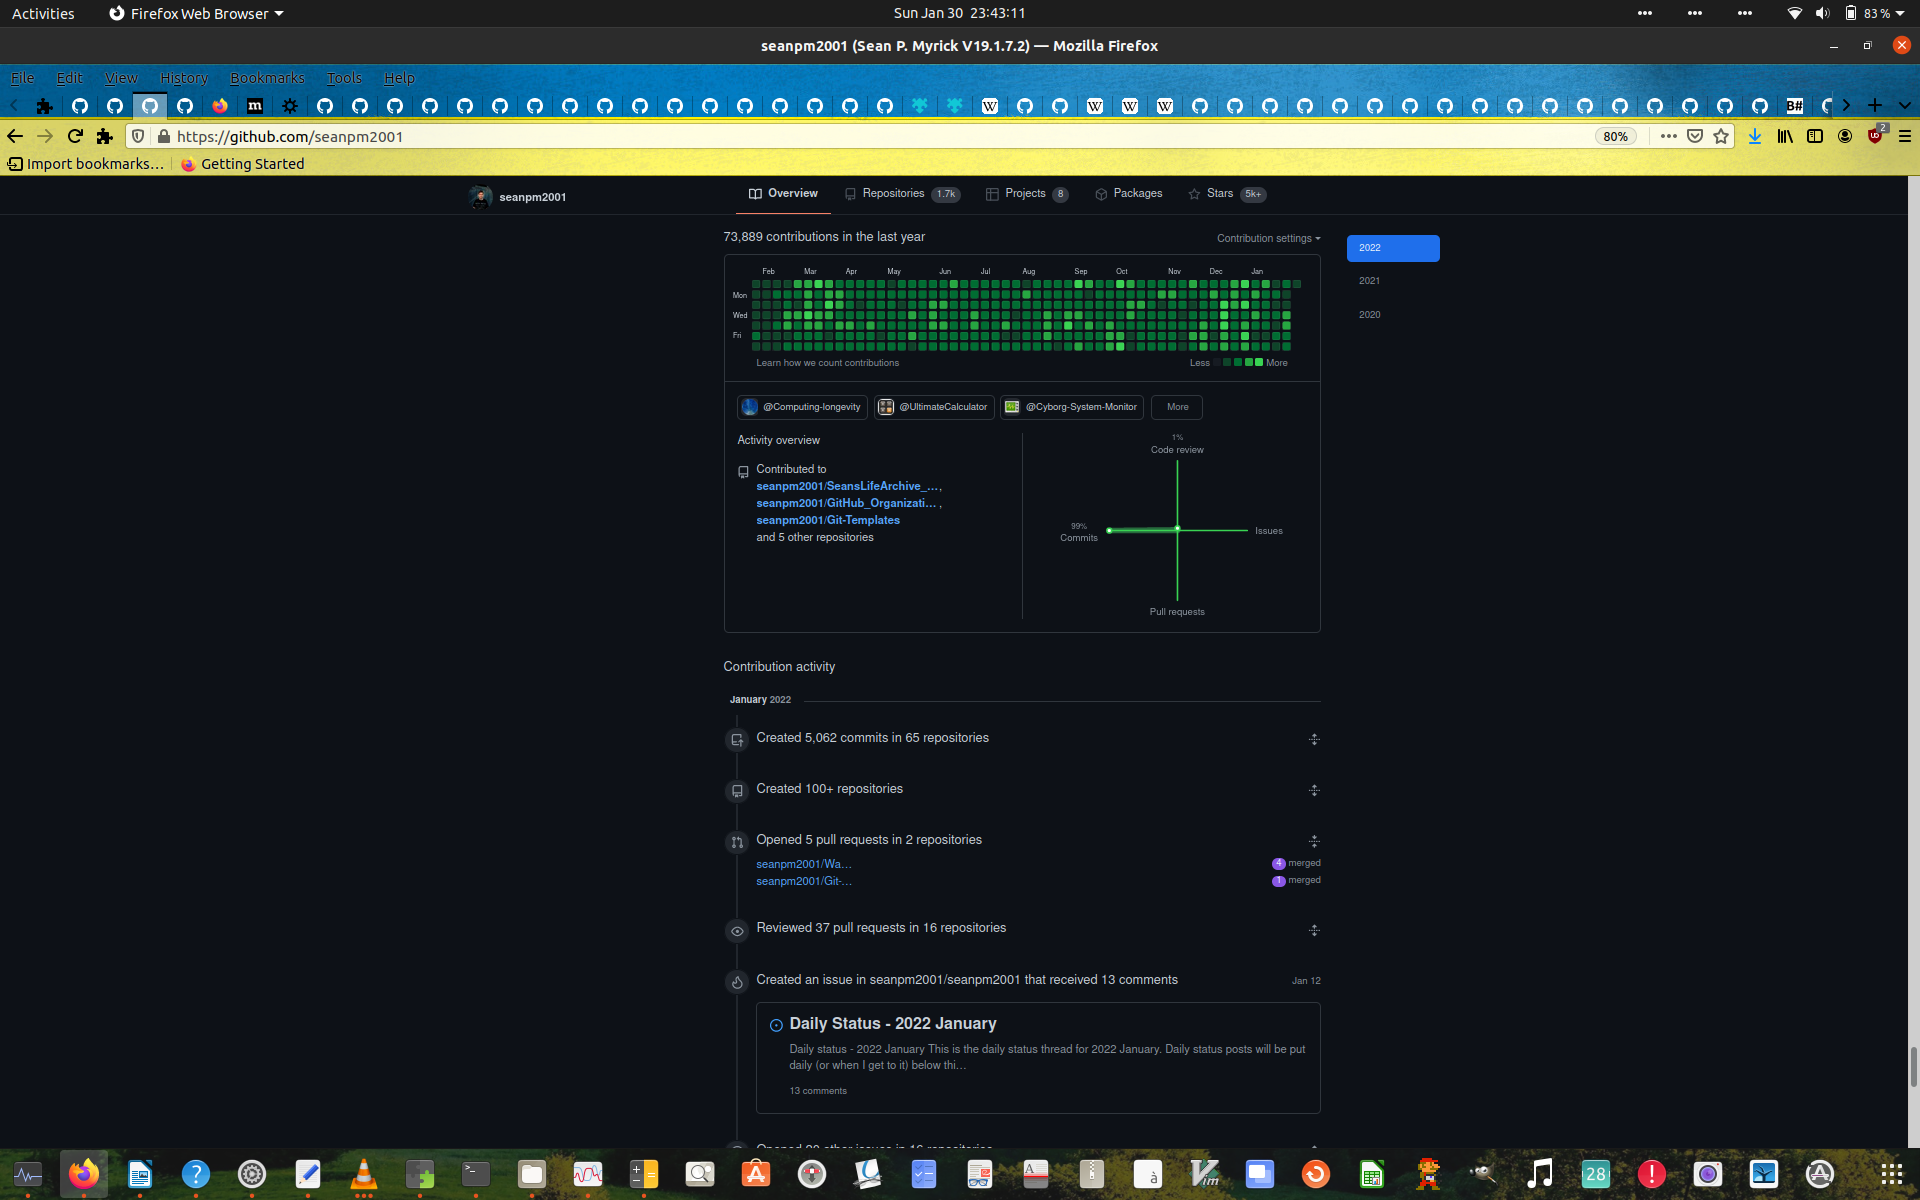 Activities Firefox Web Browser Sun Jan 30 23:43:11 83 %
seanpm2001 (Sean P. Myrick V19.1.7.2) — Mozilla Firefox
File Edit View History Bookmarks Tools Help
m W W W W B#
https://github.com/seanpm2001 80% 2
Import bookmarks… Getting Started
seanpm2001 Overview Repositories 1.7k Projects 8 Packages Stars 5k+
73,889 contributions in the last year Contribution settings 2022
Feb Mar Apr May Jun Jul Aug Sep Oct Nov Dec Jan
2021
Mon
Wed
2020
Fri
Learn how we count contributions Less More
@Computing-longevity @UltimateCalculator @Cyborg-System-Monitor More
Activity overview
1%
Code review
Contributed to
seanpm2001/SeansLifeArchive_…,
seanpm2001/GitHub_Organizati… ,
seanpm2001/Git-Templates
and 5 other repositories
99%
Commits
Issues
Pull requests
Contribution activity
January 2022
Created 5,062 commits in 65 repositories
Created 100+ repositories
Opened 5 pull requests in 2 repositories
seanpm2001/Wa… 4 merged
seanpm2001/Git-… 1 merged
Reviewed 37 pull requests in 16 repositories
Created an issue in seanpm2001/seanpm2001 that received 13 comments Jan 12
Daily Status - 2022 January
Daily status - 2022 January This is the daily status thread for 2022 January. Daily status posts will be put
daily (or when I get to it) below thi…
13 comments
other issues in 16 repositories
28